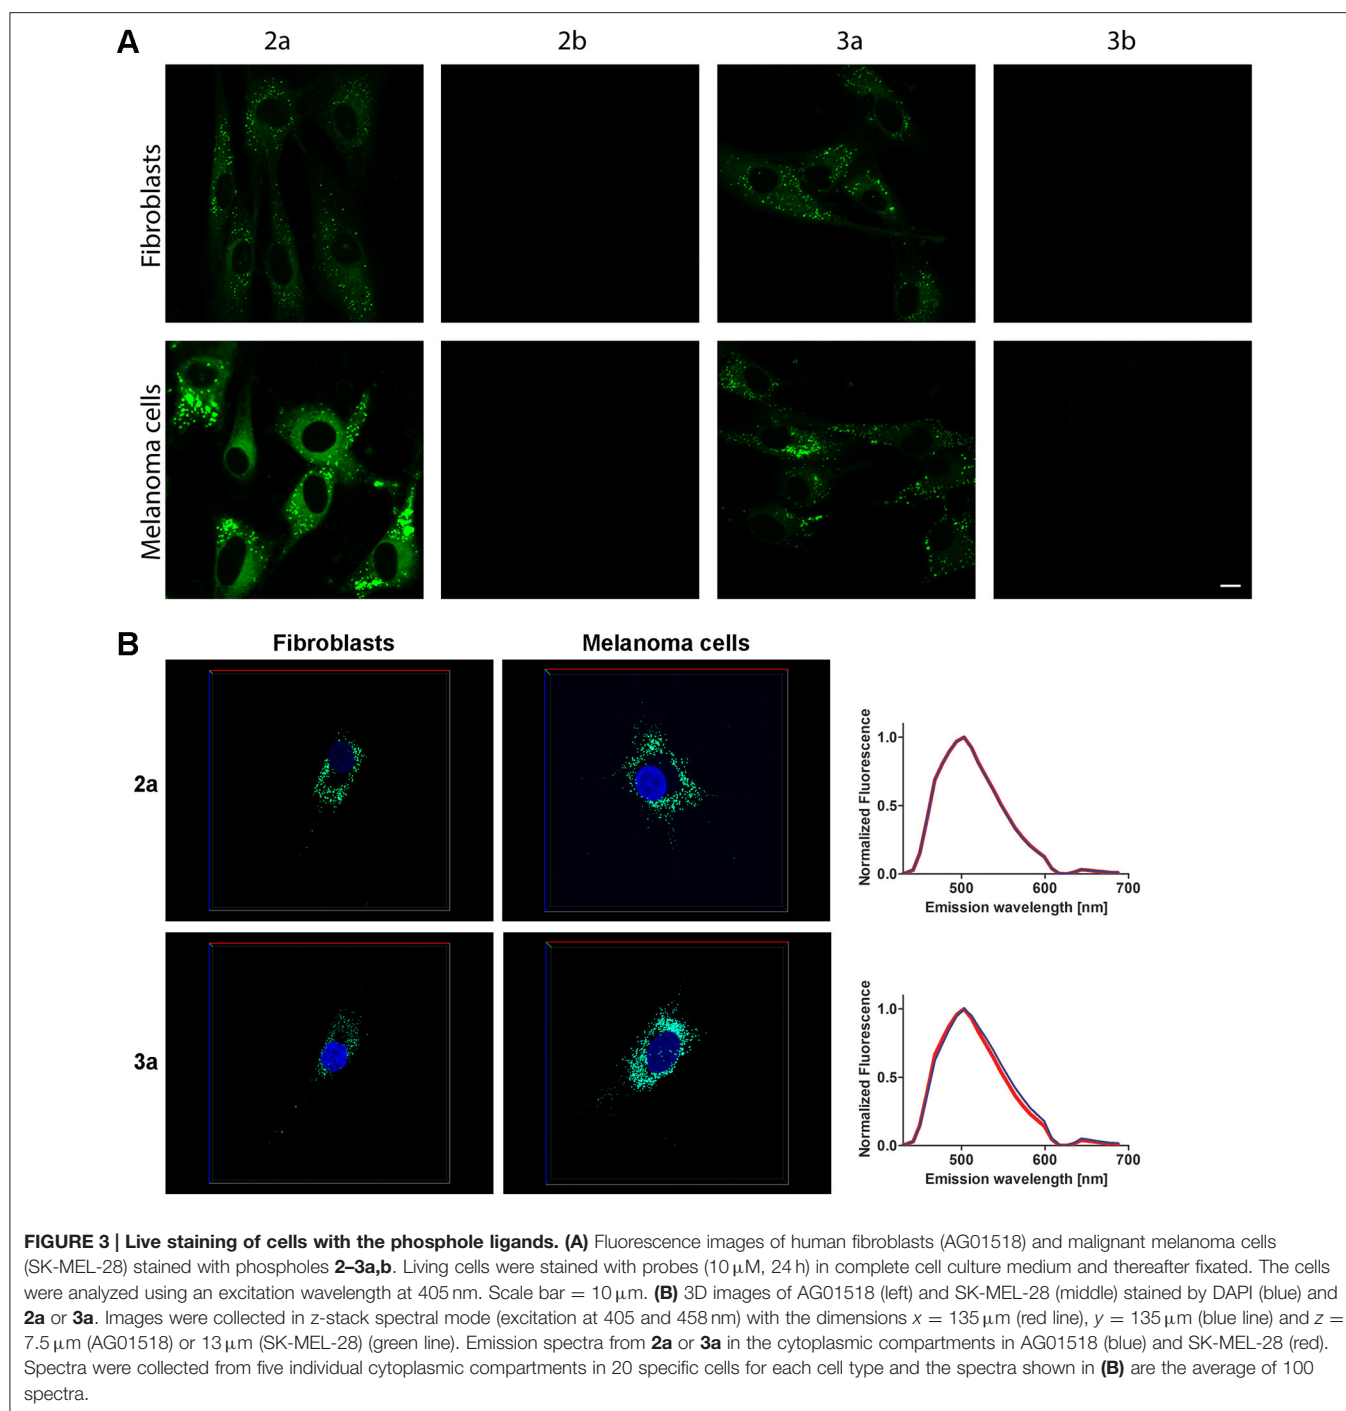 A
2a 2b 3a 3b
Fibroblasts
Melanoma cells
B
Fibroblasts Melanoma cells
2a
Normalized Fluorescence
1.0
0.5
0.0
500 600 700
Emission wavelength [nm]
3a
Normalized Fluorescence
1.0
0.5
0.0
500 600 700
Emission wavelength [nm]
FIGURE 3 | Live staining of cells with the phosphole ligands. (A) Fluorescence images of human fibroblasts (AG01518) and malignant melanoma cells
(SK-MEL-28) stained with phospholes 2–3a,b. Living cells were stained with probes (10 μM, 24 h) in complete cell culture medium and thereafter fixated. The cells
were analyzed using an excitation wavelength at 405 nm. Scale bar = 10 μm. (B) 3D images of AG01518 (left) and SK-MEL-28 (middle) stained by DAPI (blue) and
2a or 3a. Images were collected in z-stack spectral mode (excitation at 405 and 458 nm) with the dimensions x = 135 μm (red line), y = 135 μm (blue line) and z =
7.5 μm (AG01518) or 13 μm (SK-MEL-28) (green line). Emission spectra from 2a or 3a in the cytoplasmic compartments in AG01518 (blue) and SK-MEL-28 (red).
Spectra were collected from five individual cytoplasmic compartments in 20 specific cells for each cell type and the spectra shown in (B) are the average of 100
spectra.